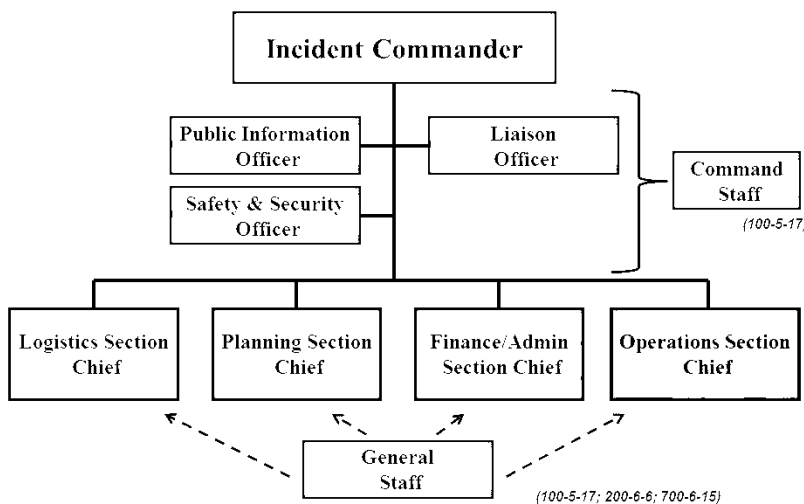 Incident Commander
Public Information
Officer
Liaison
Officer
Command
Staff
(100-5-17)
Safety & Security
Officer
Logistics Section
Chief
Planning Section
Chief
Finance/Admin
Section Chief
Operations Section
Chief
General
Staff
(100-5-17; 200-6-6; 700-6-15)